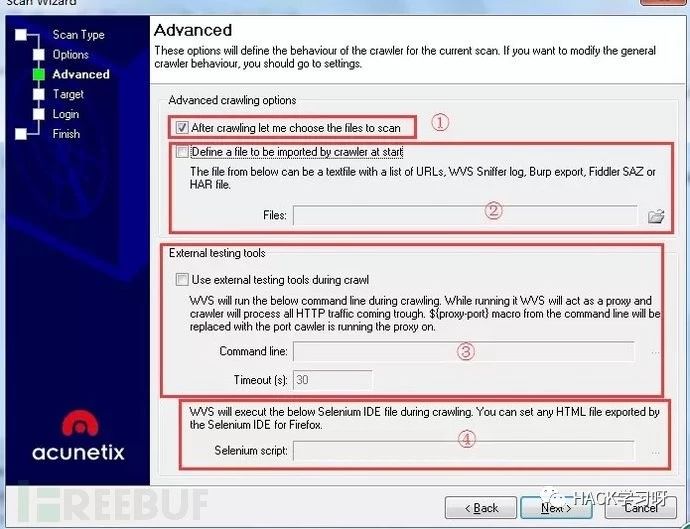 Scan Wizard
Scan Type
Options
Advanced
Target
Login
Finish
Advanced
These options will define the behaviour of the crawler for the current scan. If you want to modify the general
crawler behaviour, you should go to settings.
Advanced crawling options
After crawling let me choose the files to scan
①
Define a file to be imported by crawler at start
The file from below can be a textfile with a list of URLs, WVS Sniffer log, Burp export, Fiddler SAZ or
HAR file.
Files:
②
External testing tools
Use external testing tools during crawl
WVS will run the below command line during crawling. While running it WVS will act as a proxy and
crawler will process all HTTP traffic coming trough. ${proxy-port} macro from the command line will be
replaced with the port cawler is running the proxy on.
Command line:
③
...
Timeout (s): 30
WVS will execute the below Selenium IDE file during crawling. You can set any HTML file exported by
the Selenium IDE for Firefox.
Selenium script:
④
...
acunetix
FREEBUF
HACK学习呀
< Back
Next >
Cancel